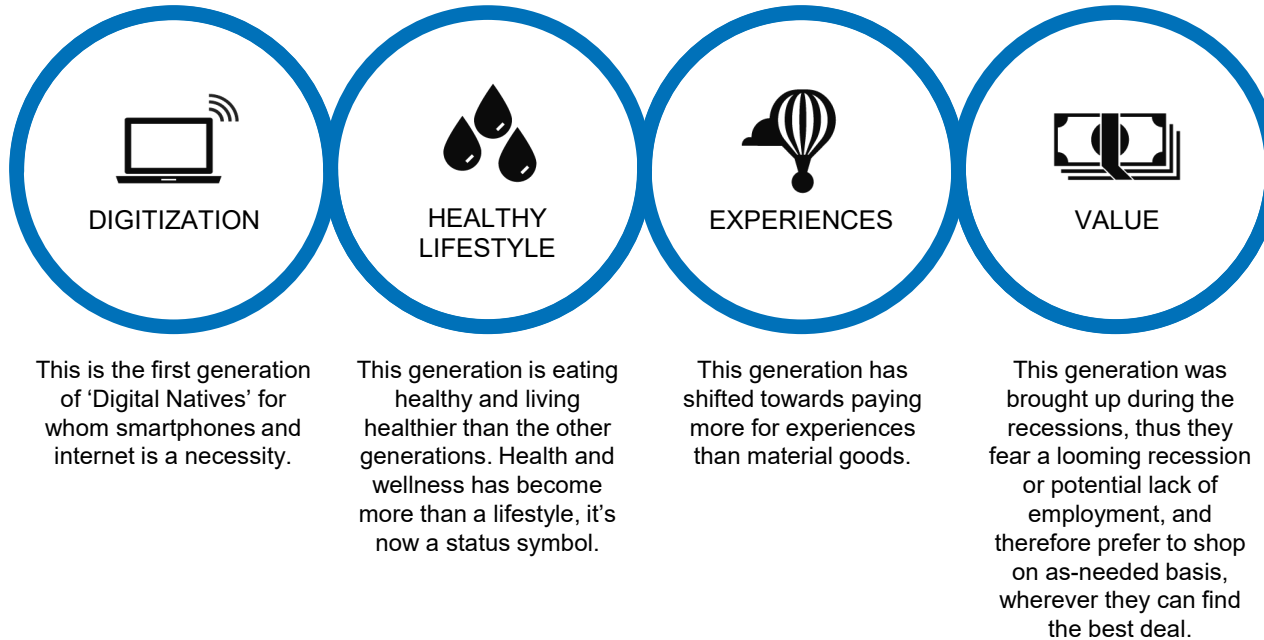 DIGITIZATION
HEALTHY
LIFESTYLE
EXPERIENCES
VALUE
This is the first generation
of ‘Digital Natives’ for
whom smartphones and
internet is a necessity.
This generation is eating
healthy and living
healthier than the other
generations. Health and
wellness has become
more than a lifestyle, it’s
now a status symbol.
This generation has
shifted towards paying
more for experiences
than material goods.
This generation was
brought up during the
recessions, thus they
fear a looming recession
or potential lack of
employment, and
therefore prefer to shop
on as-needed basis,
wherever they can find
the best deal.